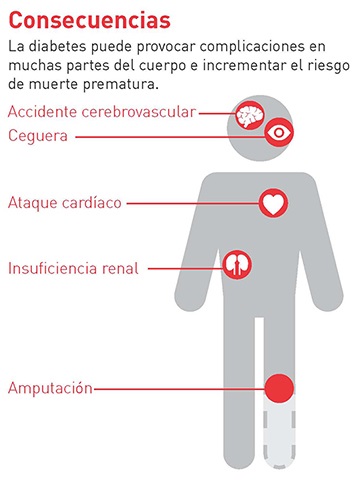 Consecuencias
La diabetes puede provocar complicaciones en
muchas partes del cuerpo e incrementar el riesgo
de muerte prematura.
Accidente cerebrovascular
Ceguera
Ataque cardíaco
Insuficiencia renal
Amputación